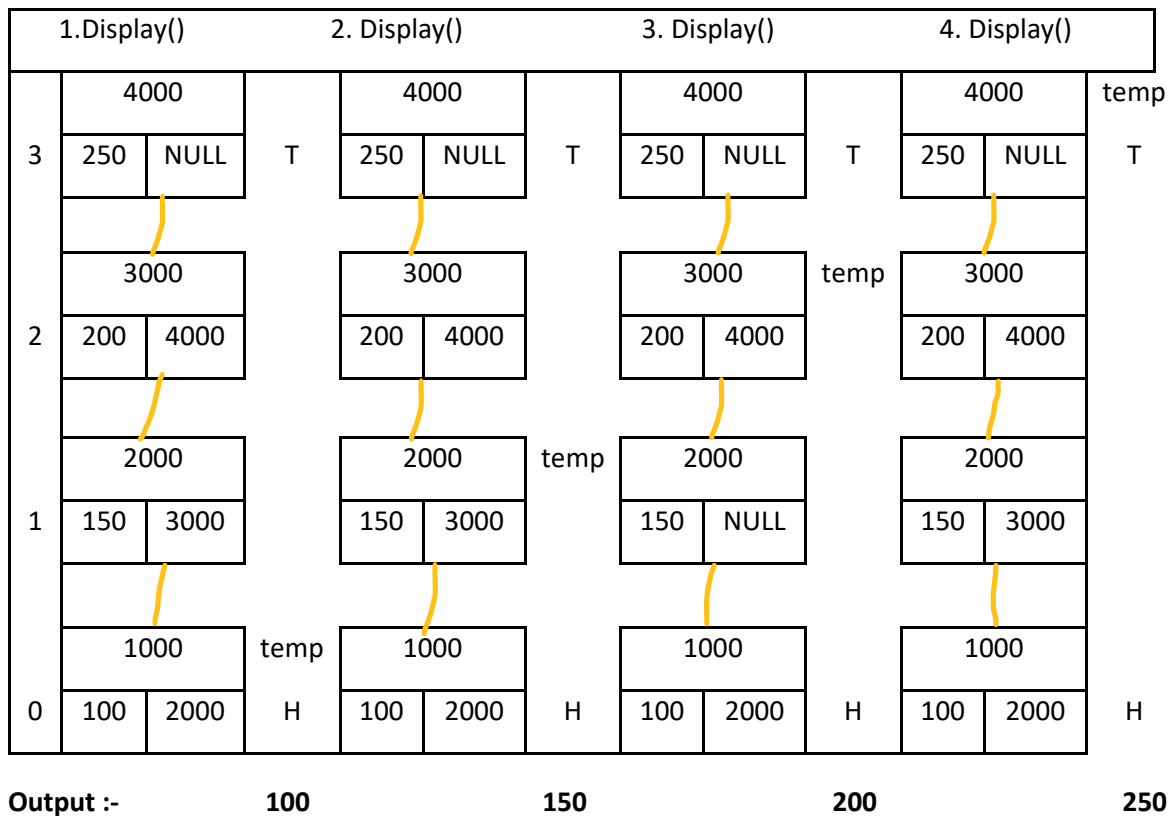 1.Display() 2. Display() 3. Display() 4. Display()
4000 4000 4000 4000 temp
3 250 NULL T 250 NULL T 250 NULL T 250 NULL T
3000 3000 3000 temp 3000
2 200 4000 200 4000 200 4000 200 4000
2000 2000 temp 2000 2000
1 150 3000 150 3000 150 NULL 150 3000
1000 temp 1000 1000 1000
0 100 2000 H 100 2000 H 100 2000 H 100 2000 H
Output :- 100 150 200 250